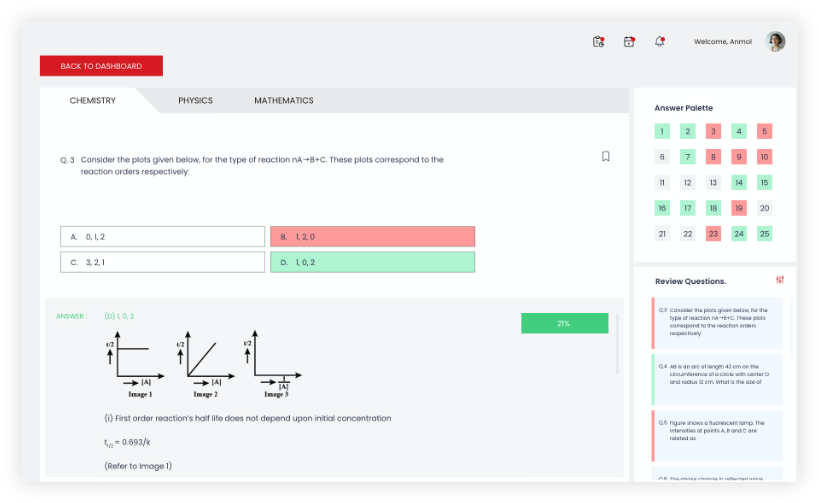 Welcome, Anmol
BACK TO DASHBOARD
CHEMISTRY PHYSICS MATHEMATICS
Q. 3 Consider the plots given below, for the type of reaction nA→B+C. These plots correspond to the
reaction orders respectively:
A. 0, 1, 2
B. 1, 2, 0
C. 3, 2, 1
D. 1, 0, 2
ANSWER : (D) 1, 0, 2
21%
t/2 [A] Image 1
t/2 [A] Image 2
t/2 1/[A] Image 3
(i) First order reaction's half life does not depend upon initial concentration
t1/2 = 0.693/k
(Refer to Image 1)
Answer Palette
1 2 3 4 5
6 7 8 9 10
11 12 13 14 15
16 17 18 19 20
21 22 23 24 25
Review Questions.
Q.3 Consider the plots given below, for the
type of reaction nA→B+C. These plots
correspond to the reaction orders
respectively.
Q.4 AB is an arc of length 42 cm on the
circumference of a circle with center O
and radius 12 cm. What is the size of
Q.5 Figure shows a fluorescent lamp. The
intensities at points A, B and C are
related as
Q.6 The phase change in reflected wave